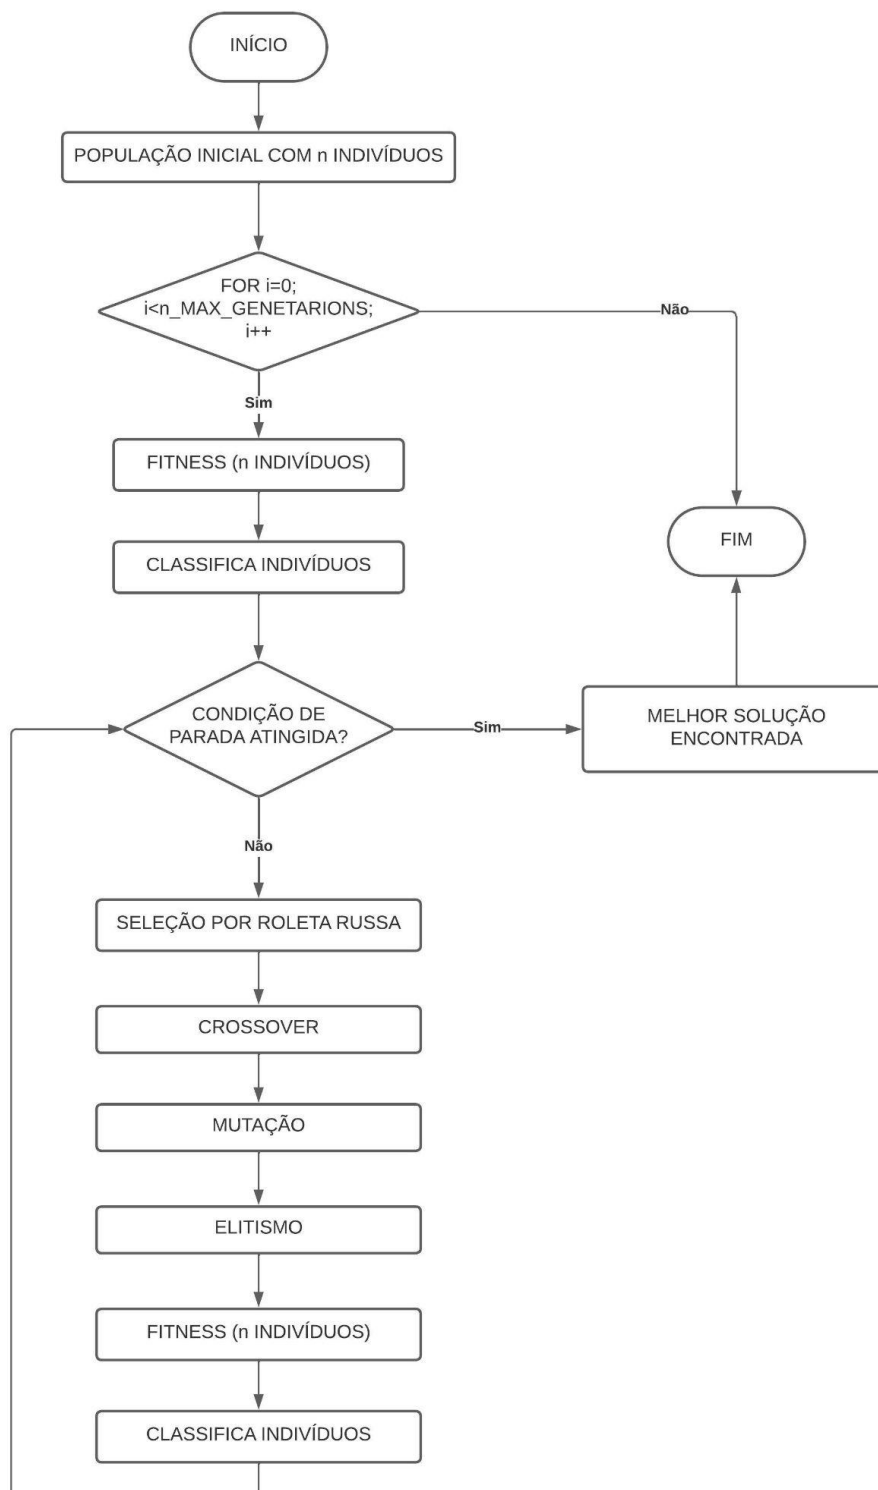 INÍCIO
POPULAÇÃO INICIAL COM n INDIVÍDUOS
FOR i=0;
i<n_MAX_GENETARIONS;
i++
Não
Sim
FITNESS (n INDIVÍDUOS)
FIM
CLASSIFICA INDIVÍDUOS
CONDIÇÃO DE
PARADA ATINGIDA?
Sim
MELHOR SOLUÇÃO
ENCONTRADA
Não
SELEÇÃO POR ROLETA RUSSA
CROSSOVER
MUTAÇÃO
ELITISMO
FITNESS (n INDIVÍDUOS)
CLASSIFICA INDIVÍDUOS